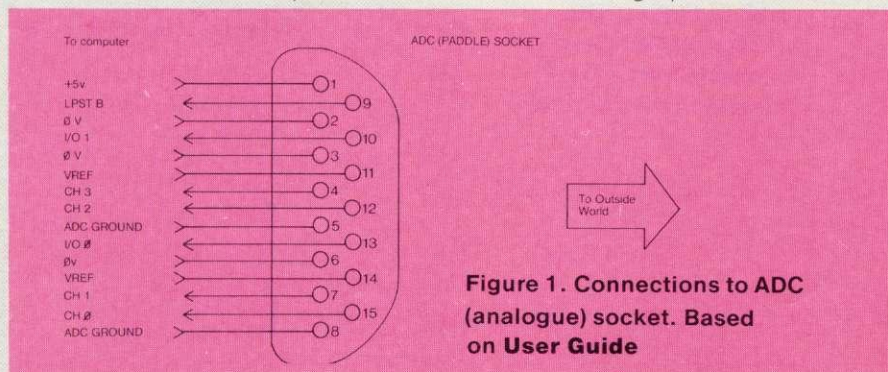 To computer
ADC (PADDLE) SOCKET
+5v
1
LPST B
9
Ø V
2
I/O 1
10
Ø V
3
VREF
11
CH 3
4
CH 2
12
ADC GROUND
5
I/O Ø
13
Øv
6
VREF
14
CH 1
7
CH Ø
15
ADC GROUND
8
To Outside
World
Figure 1. Connections to ADC
(analogue) socket. Based
on User Guide